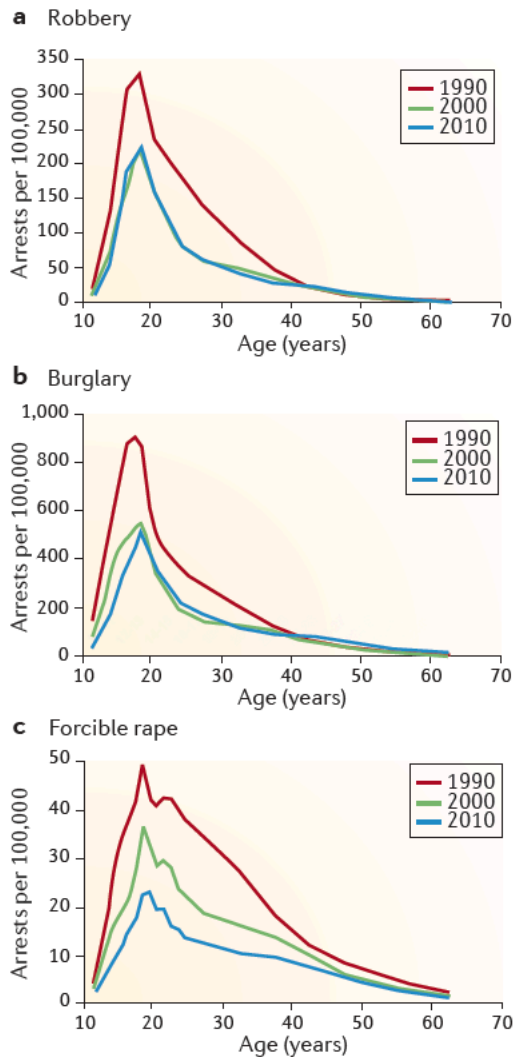 a Robbery
350
300
250
200
150
100
50
0
Arrests per 100,000
1990
2000
2010
10 20 30 40 50 60 70
Age (years)
b Burglary
1,000
800
600
400
200
0
Arrests per 100,000
1990
2000
2010
10 20 30 40 50 60 70
Age (years)
c Forcible rape
50
40
30
20
10
0
Arrests per 100,000
1990
2000
2010
10 20 30 40 50 60 70
Age (years)